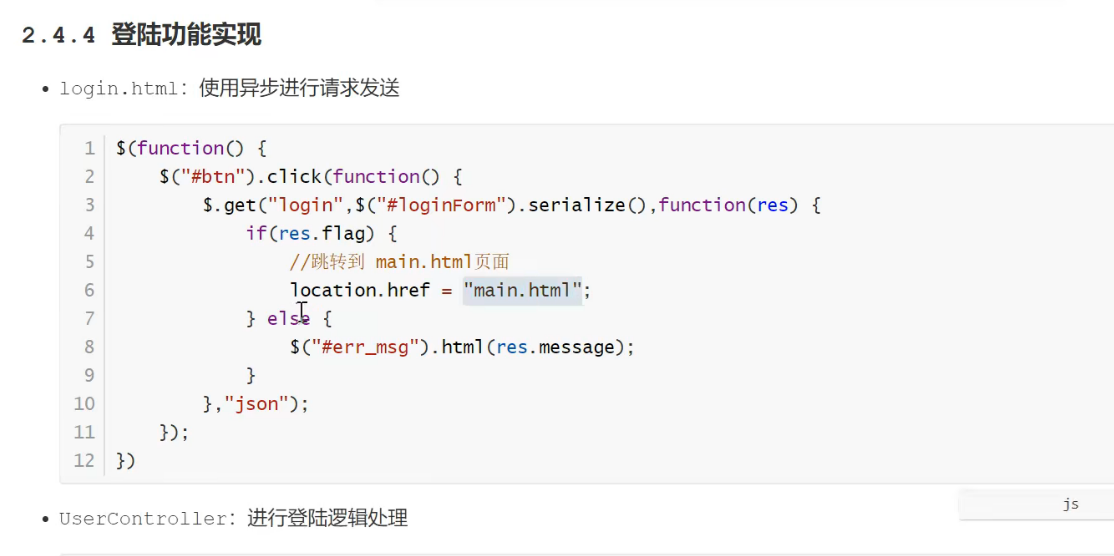 2.4.4 登陆功能实现
• login.html：使用异步进行请求发送
1 $(function() {
2     $("#btn").click(function() {
3         $.get("login",$("#loginForm").serialize(),function(res) {
4             if(res.flag) {
5                 //跳转到 main.html页面
6                 location.href = "main.html";
7             } else {
8                 $("#err_msg").html(res.message);
9             }
10         },"json");
11     });
12 })
js
• UserController：进行登陆逻辑处理